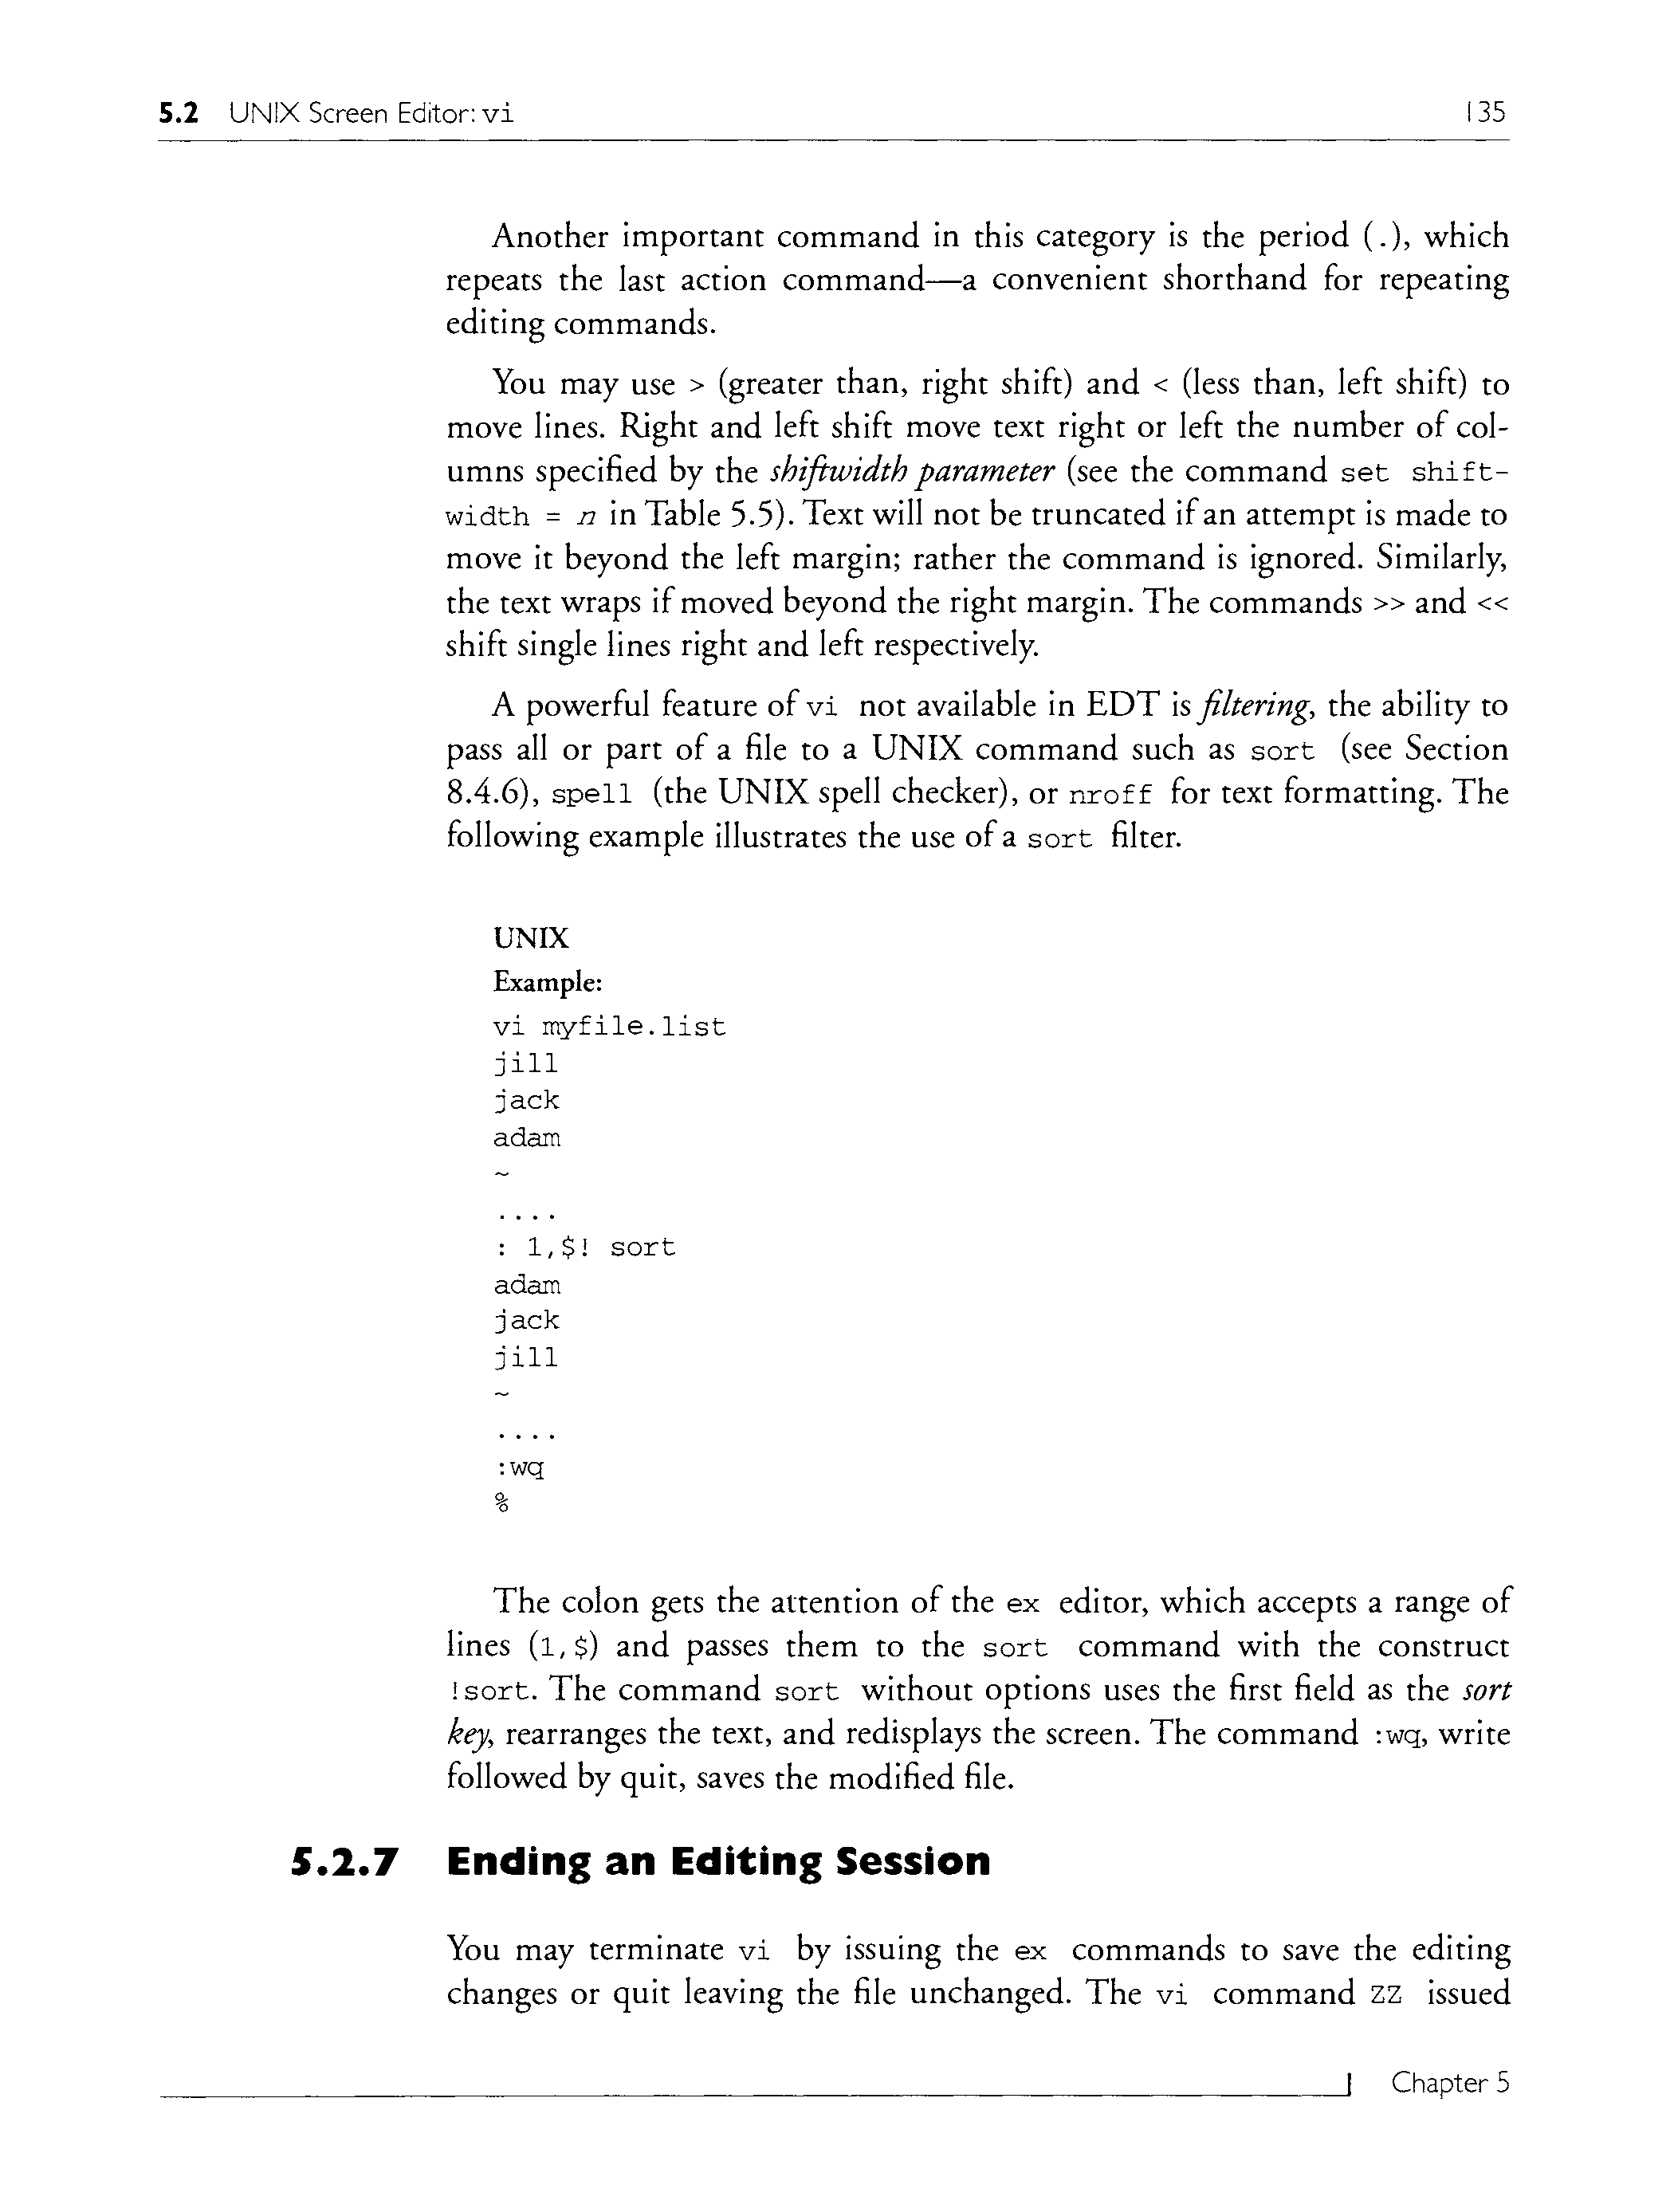 5.2 UNIX Screen Editor: vi 135
Another important command in this category is the period (.), which
repeats the last action command—a convenient shorthand for repeating
editing commands.
You may use > (greater than, right shift) and < (less than, left shift) to
move lines. Right and left shift move text right or left the number of col-
umns specified by the shiftwidth parameter (see the command set shift-
width = n in Table 5.5). Text will not be truncated if an attempt is made to
move it beyond the left margin; rather the command is ignored. Similarly,
the text wraps if moved beyond the right margin. The commands >> and <<
shift single lines right and left respectively.
A powerful feature of vi not available in EDT is filtering, the ability to
pass all or part of a file to a UNIX command such as sort (see Section
8.4.6), spell (the UNIX spell checker), or nroff for text formatting. The
following example illustrates the use of a sort filter.
UNIX
Example:
vi myfile.list
jill
jack
adam
~
....
: 1,$! sort
adam
jack
jill
~
....
:wq
%
The colon gets the attention of the ex editor, which accepts a range of
lines (1,$) and passes them to the sort command with the construct
!sort. The command sort without options uses the first field as the sort
key, rearranges the text, and redisplays the screen. The command :wq, write
followed by quit, saves the modified file.
5.2.7 Ending an Editing Session
You may terminate vi by issuing the ex commands to save the editing
changes or quit leaving the file unchanged. The vi command ZZ issued
Chapter 5